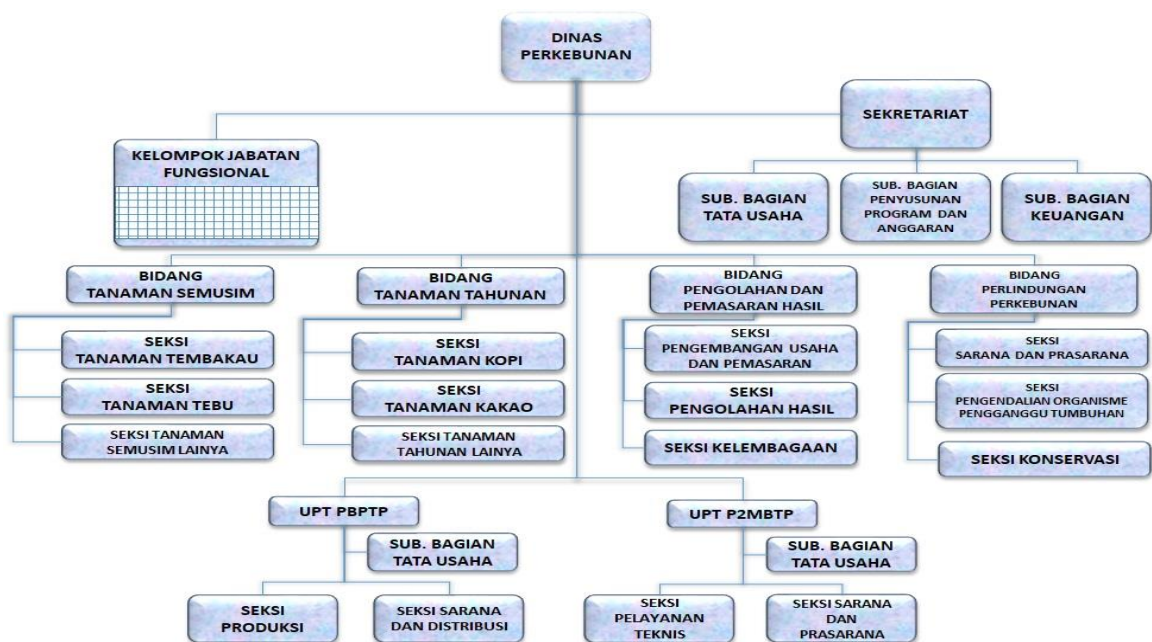 DINAS
PERKEBUNAN
SEKRETARIAT
KELOMPOK JABATAN
FUNGSIONAL
SUB. BAGIAN
TATA USAHA
SUB. BAGIAN
PENYUSUNAN
PROGRAM DAN
ANGGARAN
SUB. BAGIAN
KEUANGAN
BIDANG
TANAMAN SEMUSIM
BIDANG
TANAMAN TAHUNAN
BIDANG
PENGOLAHAN DAN
PEMASARAN HASIL
BIDANG
PERLINDUNGAN
PERKEBUNAN
SEKSI
TANAMAN TEMBAKAU
SEKSI
TANAMAN TEBU
SEKSI TANAMAN
SEMUSIM LAINYA
SEKSI
TANAMAN KOPI
SEKSI
TANAMAN KAKAO
SEKSI TANAMAN
TAHUNAN LAINYA
SEKSI
PENGEMBANGAN USAHA
DAN PEMASARAN
SEKSI
PENGOLAHAN HASIL
SEKSI KELEMBAGAAN
SEKSI
SARANA DAN PRASARANA
SEKSI
PENGENDALIAN ORGANISME
PENGGANGGU TUMBUHAN
SEKSI KONSERVASI
UPT PBPTP
SUB. BAGIAN
TATA USAHA
SEKSI
PRODUKSI
SEKSI SARANA
DAN DISTRIBUSI
UPT P2MBTP
SUB. BAGIAN
TATA USAHA
SEKSI
PELAYANAN
TEKNIS
SEKSI SARANA
DAN
PRASARANA